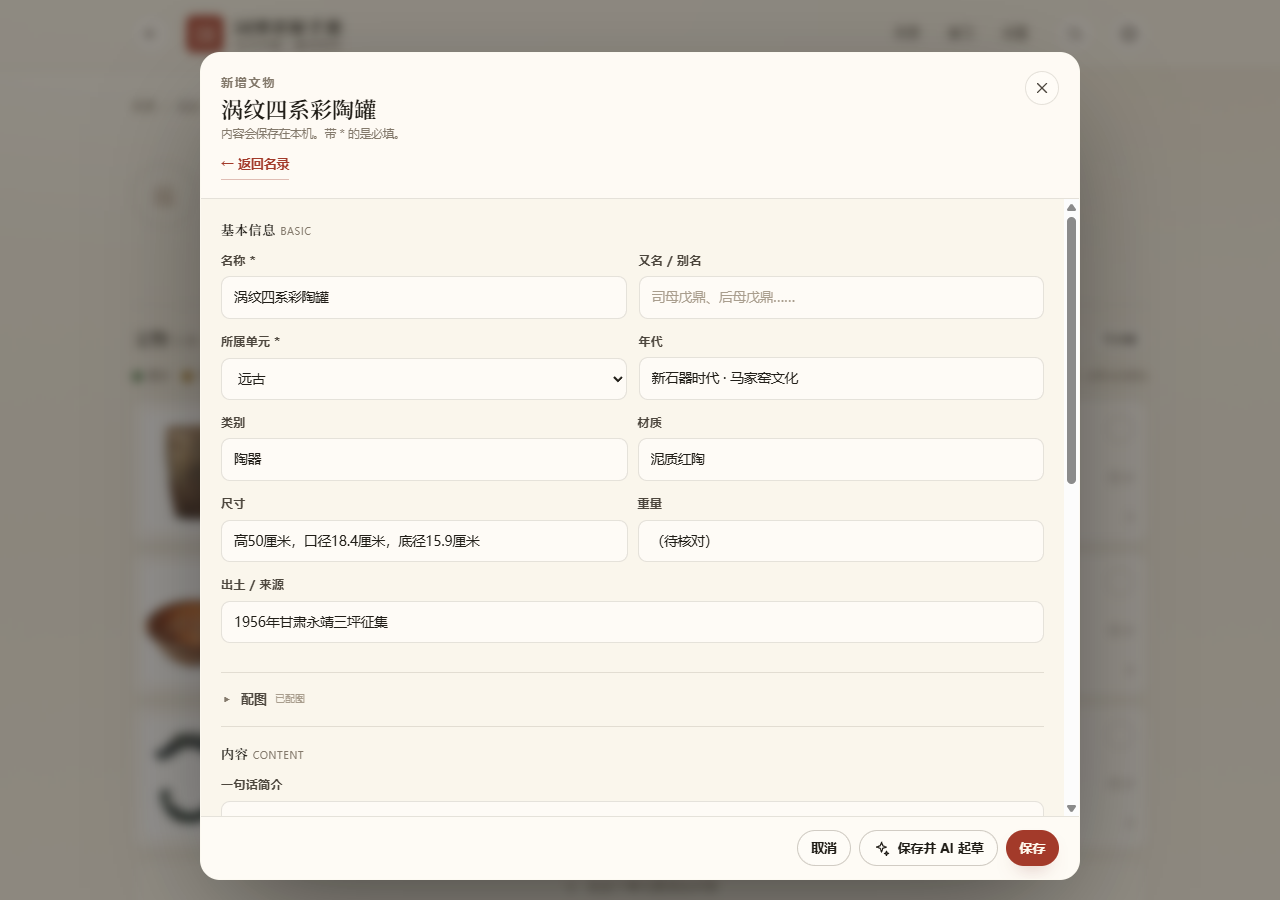 新增文物
涡纹四系彩陶罐
内容会保存在本机。带 * 的是必填。
← 返回名录
基本信息 BASIC
名称 *
又名 / 别名
涡纹四系彩陶罐
司母戊鼎、后母戊鼎……
所属单元 *
年代
远古
新石器时代 · 马家窑文化
类别
材质
陶器
泥质红陶
尺寸
重量
高50厘米，口径18.4厘米，底径15.9厘米
（待核对）
出土 / 来源
1956年甘肃永靖三坪征集
配图 已配图
内容 CONTENT
一句话简介
取消
保存并 AI 起草
保存